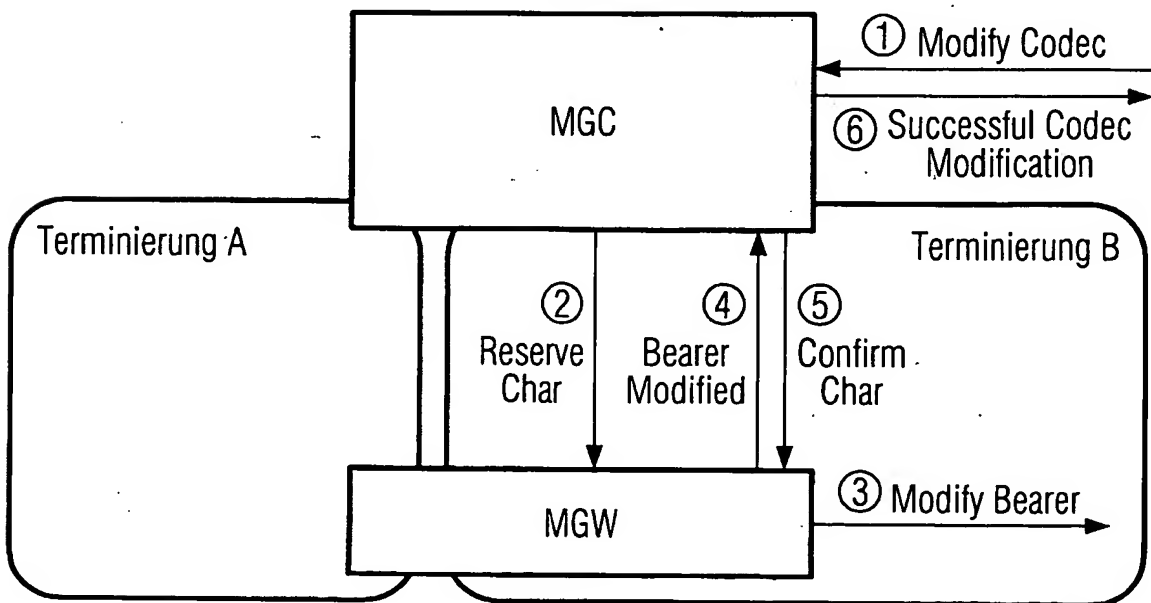 ① Modify Codec
MGC
⑥ Successful Codec
Modification
Terminierung A
Terminierung B
②
Reserve
Char
④
Bearer
Modified
⑤
Confirm
Char
MGW
③ Modify Bearer